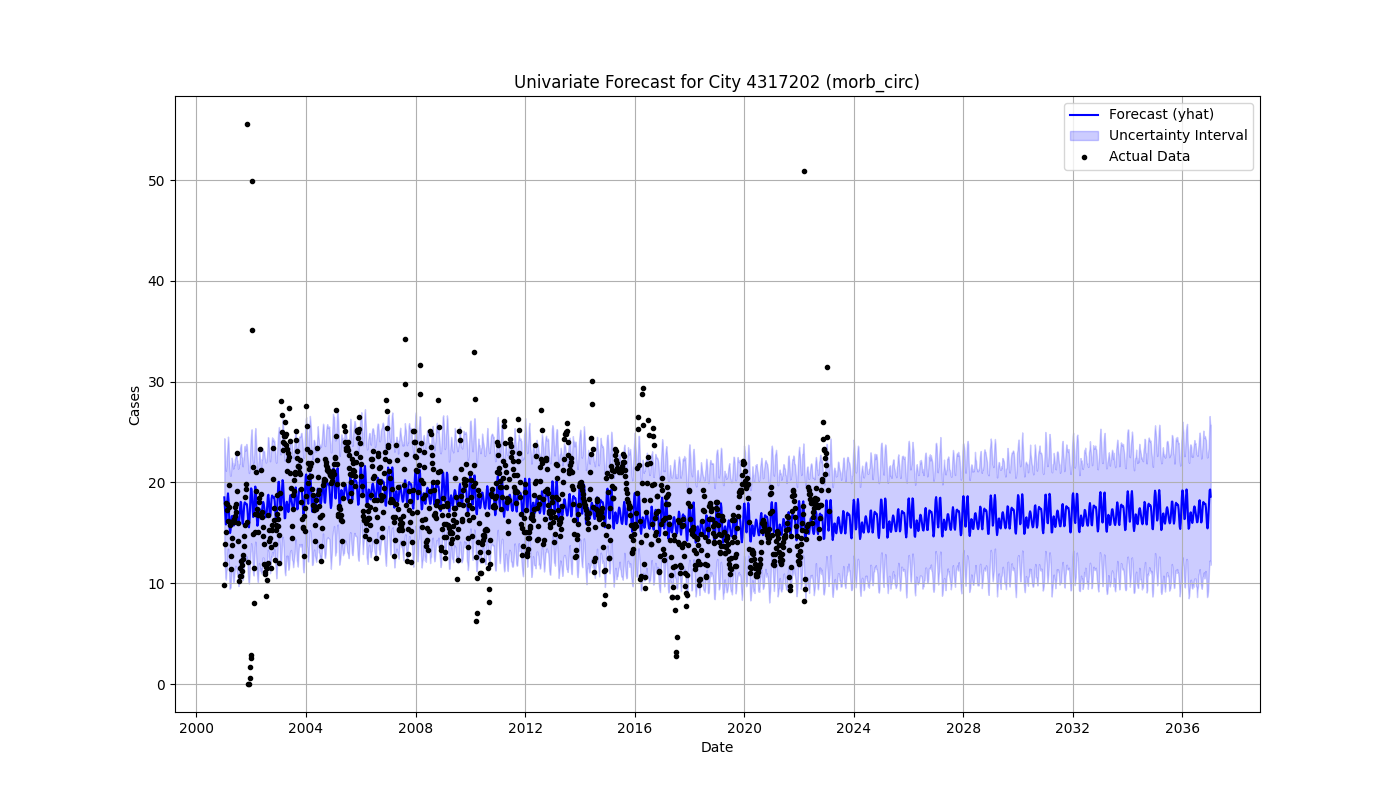 Univariate Forecast for City 4317202 (morb_circ)
Forecast (yhat)
Uncertainty Interval
Actual Data
Cases
50
40
30
20
10
0
2000 2004 2008 2012 2016 2020 2024 2028 2032 2036
Date